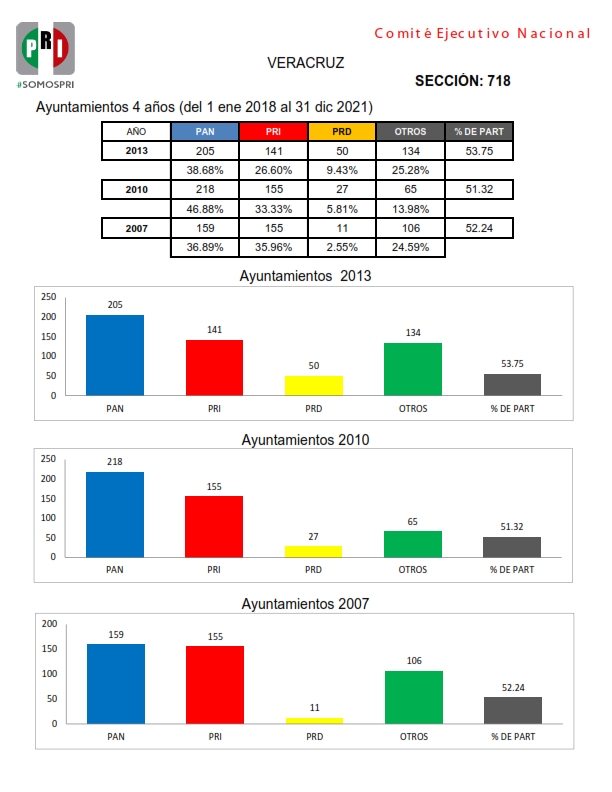 Comité Ejecutivo Nacional
PRI
#SOMOSPRI
VERACRUZ
SECCIÓN: 718
Ayuntamientos 4 años (del 1 ene 2018 al 31 dic 2021)
AÑO PAN PRI PRD OTROS % DE PART
2013 205 141 50 134 53.75
38.68% 26.60% 9.43% 25.28%
2010 218 155 27 65 51.32
46.88% 33.33% 5.81% 13.98%
2007 159 155 11 106 52.24
36.89% 35.96% 2.55% 24.59%
Ayuntamientos 2013
250
200
150
100
50
0
205 141 50 134 53.75
PAN PRI PRD OTROS % DE PART
Ayuntamientos 2010
250
200
150
100
50
0
218 155 27 65 51.32
PAN PRI PRD OTROS % DE PART
Ayuntamientos 2007
200
150
100
50
0
159 155 11 106 52.24
PAN PRI PRD OTROS % DE PART